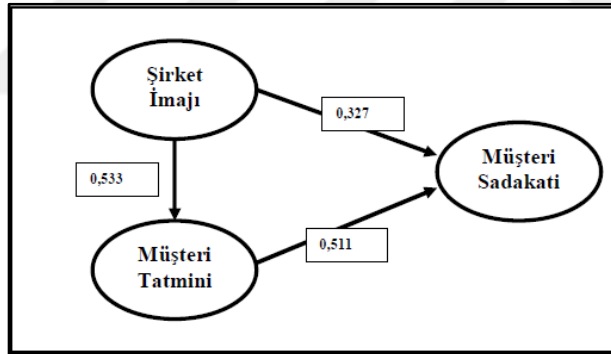 Şirket
İmajı
0,327
Müşteri
Sadakati
0,533
Müşteri
Tatmini
0,511